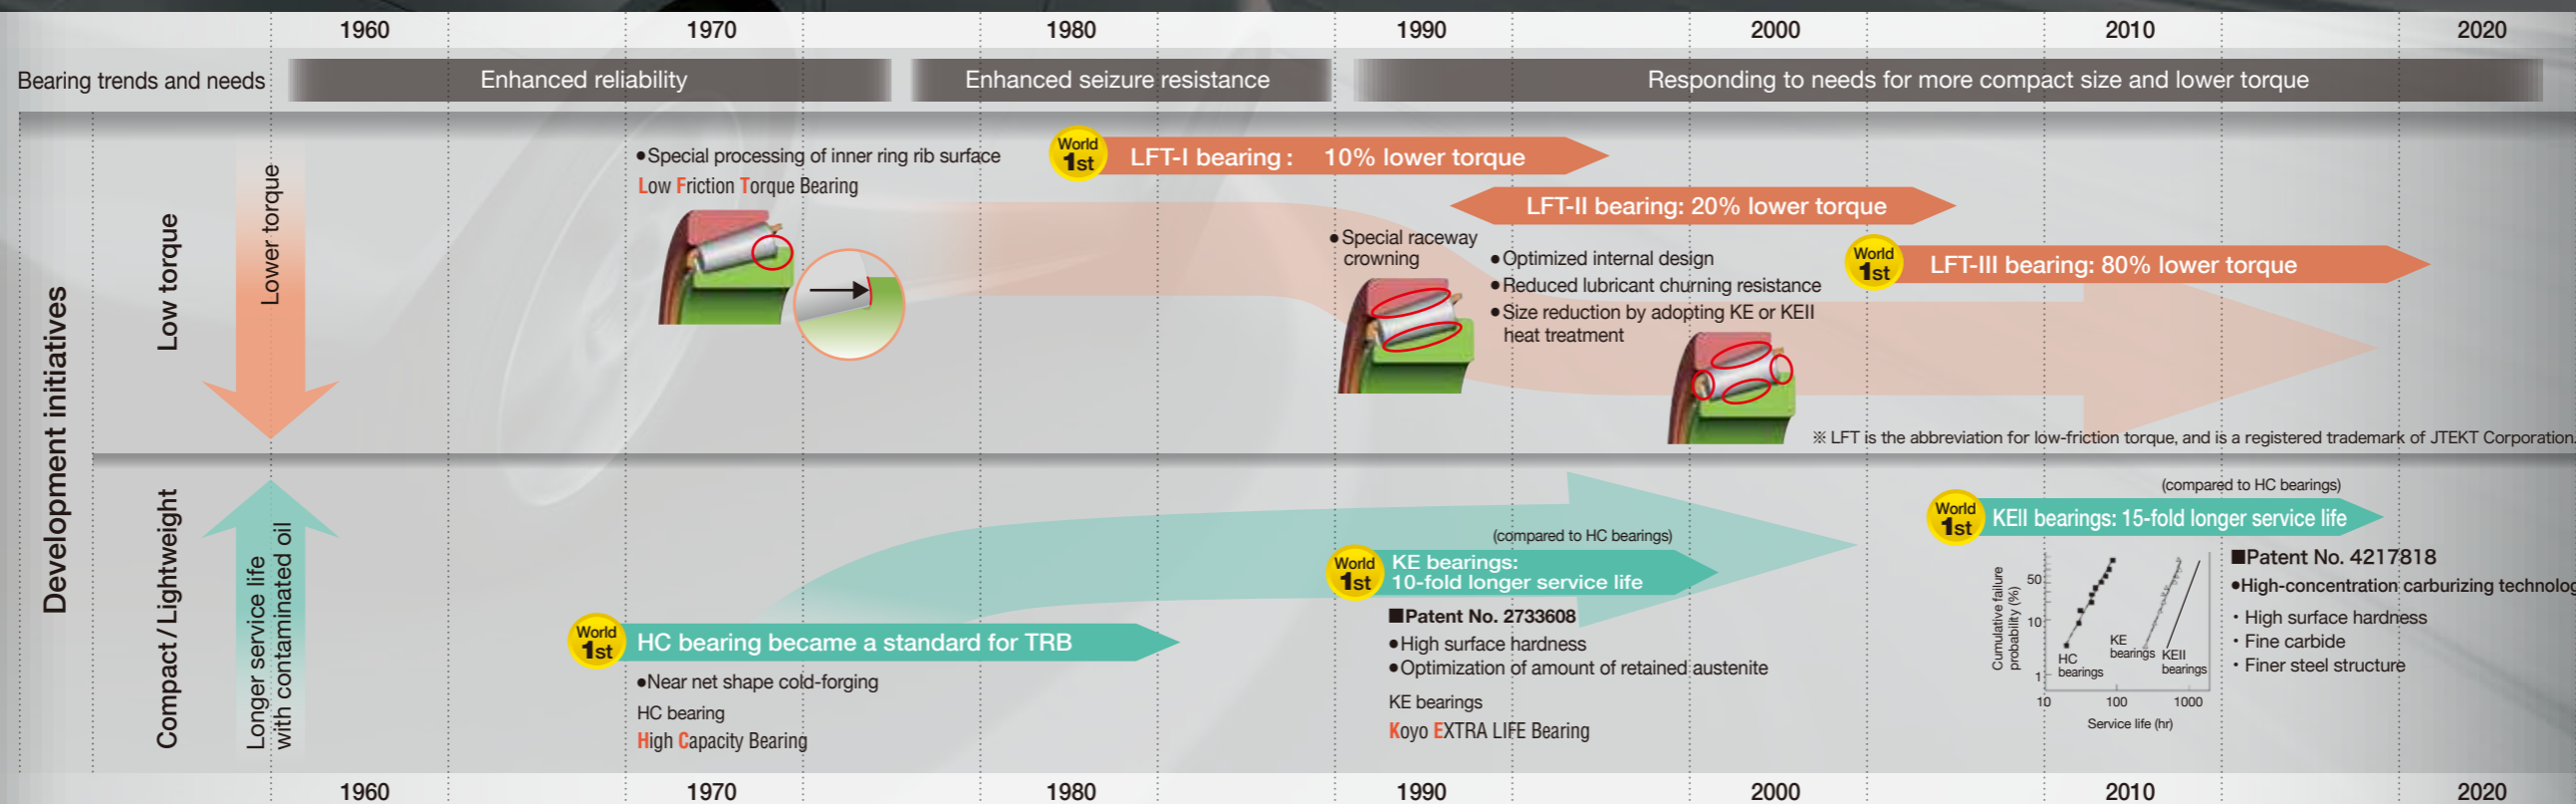 1960 1970 1980 1990 2000 2010 2020
Bearing trends and needs
Enhanced reliability
Enhanced seizure resistance
Responding to needs for more compact size and lower torque
Development initiatives
Low torque
Lower torque
●Special processing of inner ring rib surface
Low Friction Torque Bearing
World
1st
LFT-I bearing : 10% lower torque
LFT-II bearing: 20% lower torque
●Special raceway
crowning
●Optimized internal design
●Reduced lubricant churning resistance
●Size reduction by adopting KE or KEII
heat treatment
World
1st
LFT-III bearing: 80% lower torque
※ LFT is the abbreviation for low-friction torque, and is a registered trademark of JTEKT Corporation.
Compact / Lightweight
Longer service life
with contaminated oil
World
1st
HC bearing became a standard for TRB
●Near net shape cold-forging
HC bearing
High Capacity Bearing
(compared to HC bearings)
World
1st
KE bearings:
10-fold longer service life
■Patent No. 2733608
●High surface hardness
●Optimization of amount of retained austenite
KE bearings
Koyo EXTRA LIFE Bearing
(compared to HC bearings)
World
1st
KEII bearings: 15-fold longer service life
Cumulative failure
probability (%)
50
10
1
HC
bearings
KE
bearings
KEII
bearings
10 100 1000
Service life (hr)
■Patent No. 4217818
●High-concentration carburizing technolog
・High surface hardness
・Fine carbide
・Finer steel structure
1960 1970 1980 1990 2000 2010 2020